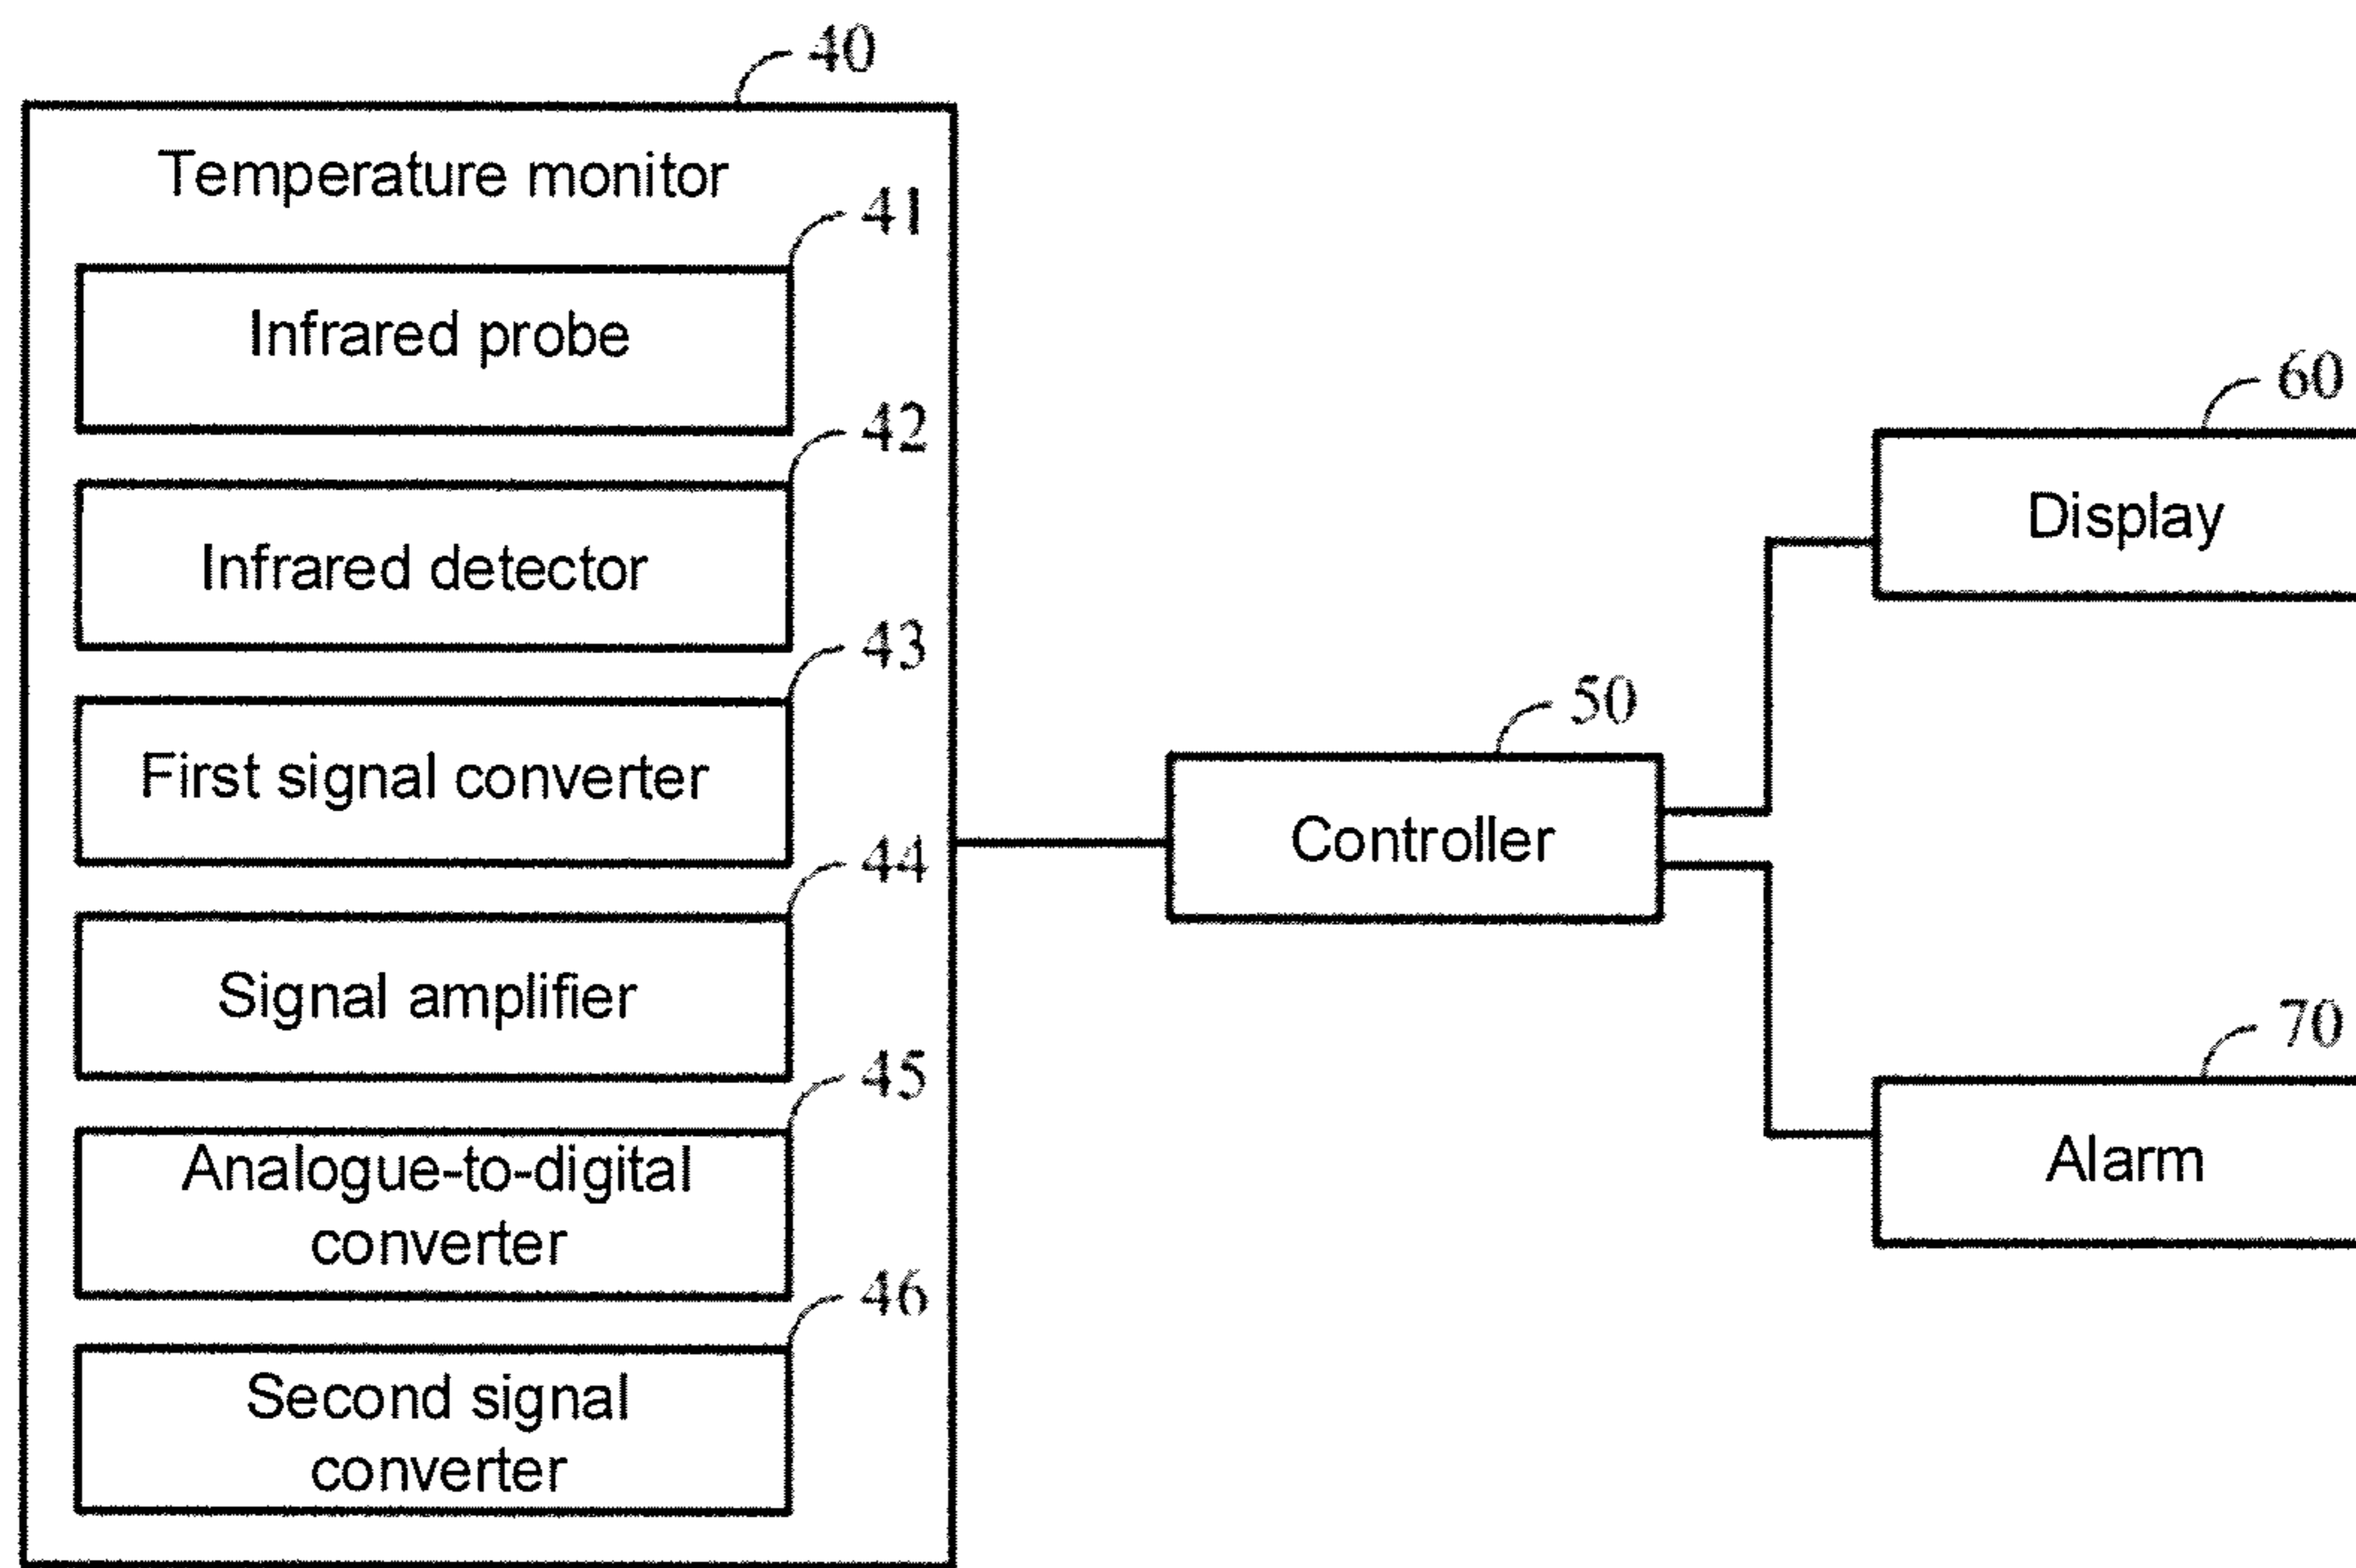 40
Temperature monitor
41
Infrared probe
42
Infrared detector
43
First signal converter
44
Signal amplifier
45
Analogue-to-digital
converter
46
Second signal
converter
50
Controller
60
Display
70
Alarm